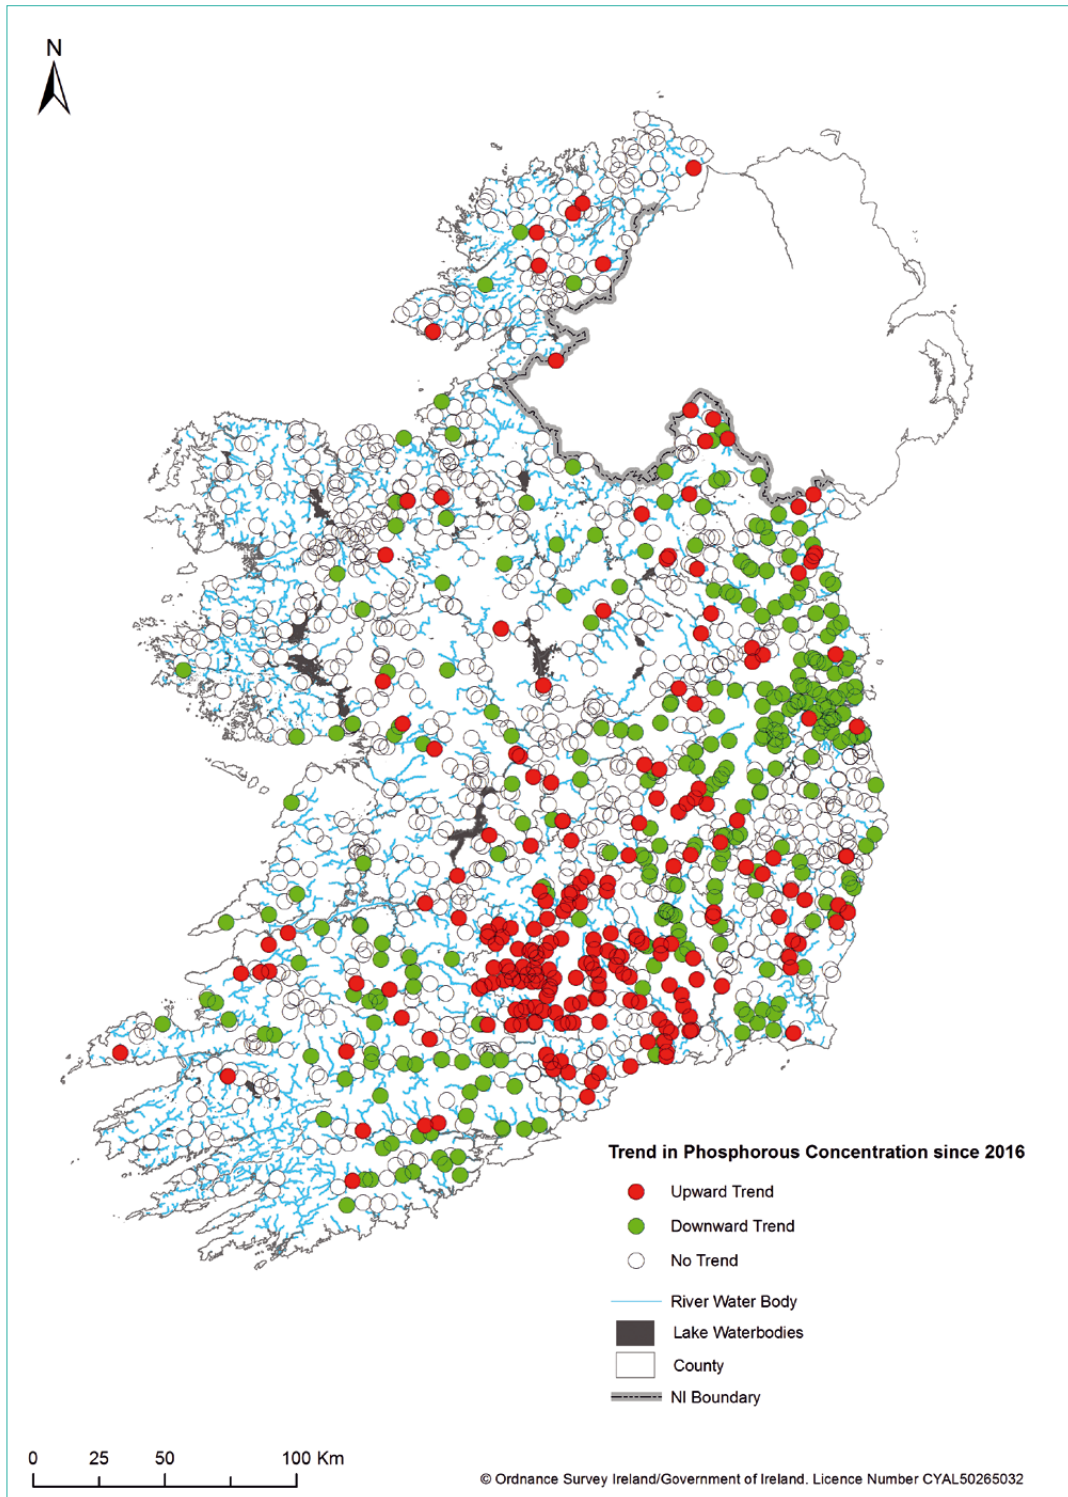 N
Trend in Phosphorous Concentration since 2016
Upward Trend
Downward Trend
No Trend
River Water Body
Lake Waterbodies
County
NI Boundary
0 25 50 100 Km
© Ordnance Survey Ireland/Government of Ireland. Licence Number CYAL50265032